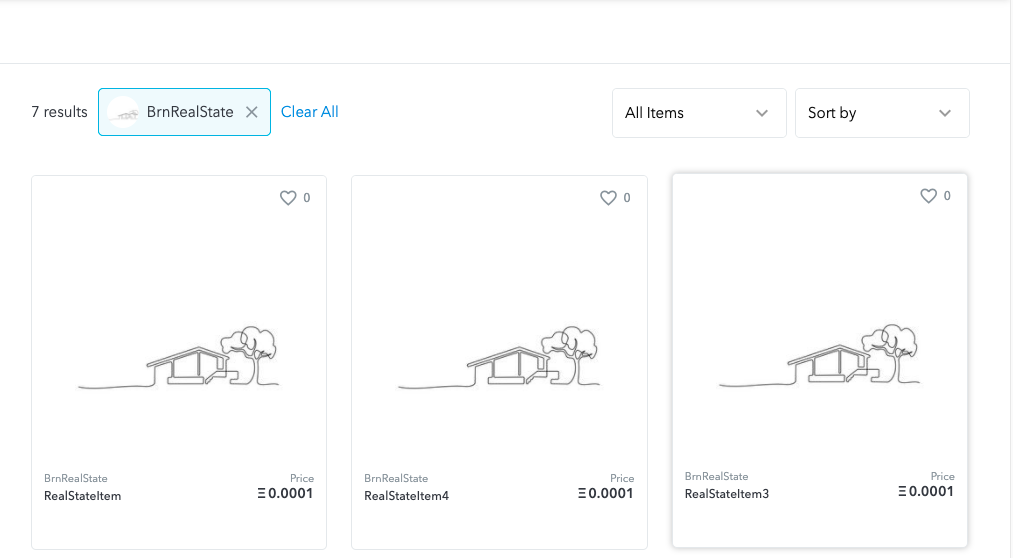 7 results BrnRealState Clear All All Items Sort by
0 0 0
BrnRealState Price BrnRealState Price BrnRealState Price
RealStateItem Ξ 0.0001 RealStateItem4 Ξ 0.0001 RealStateItem3 Ξ 0.0001